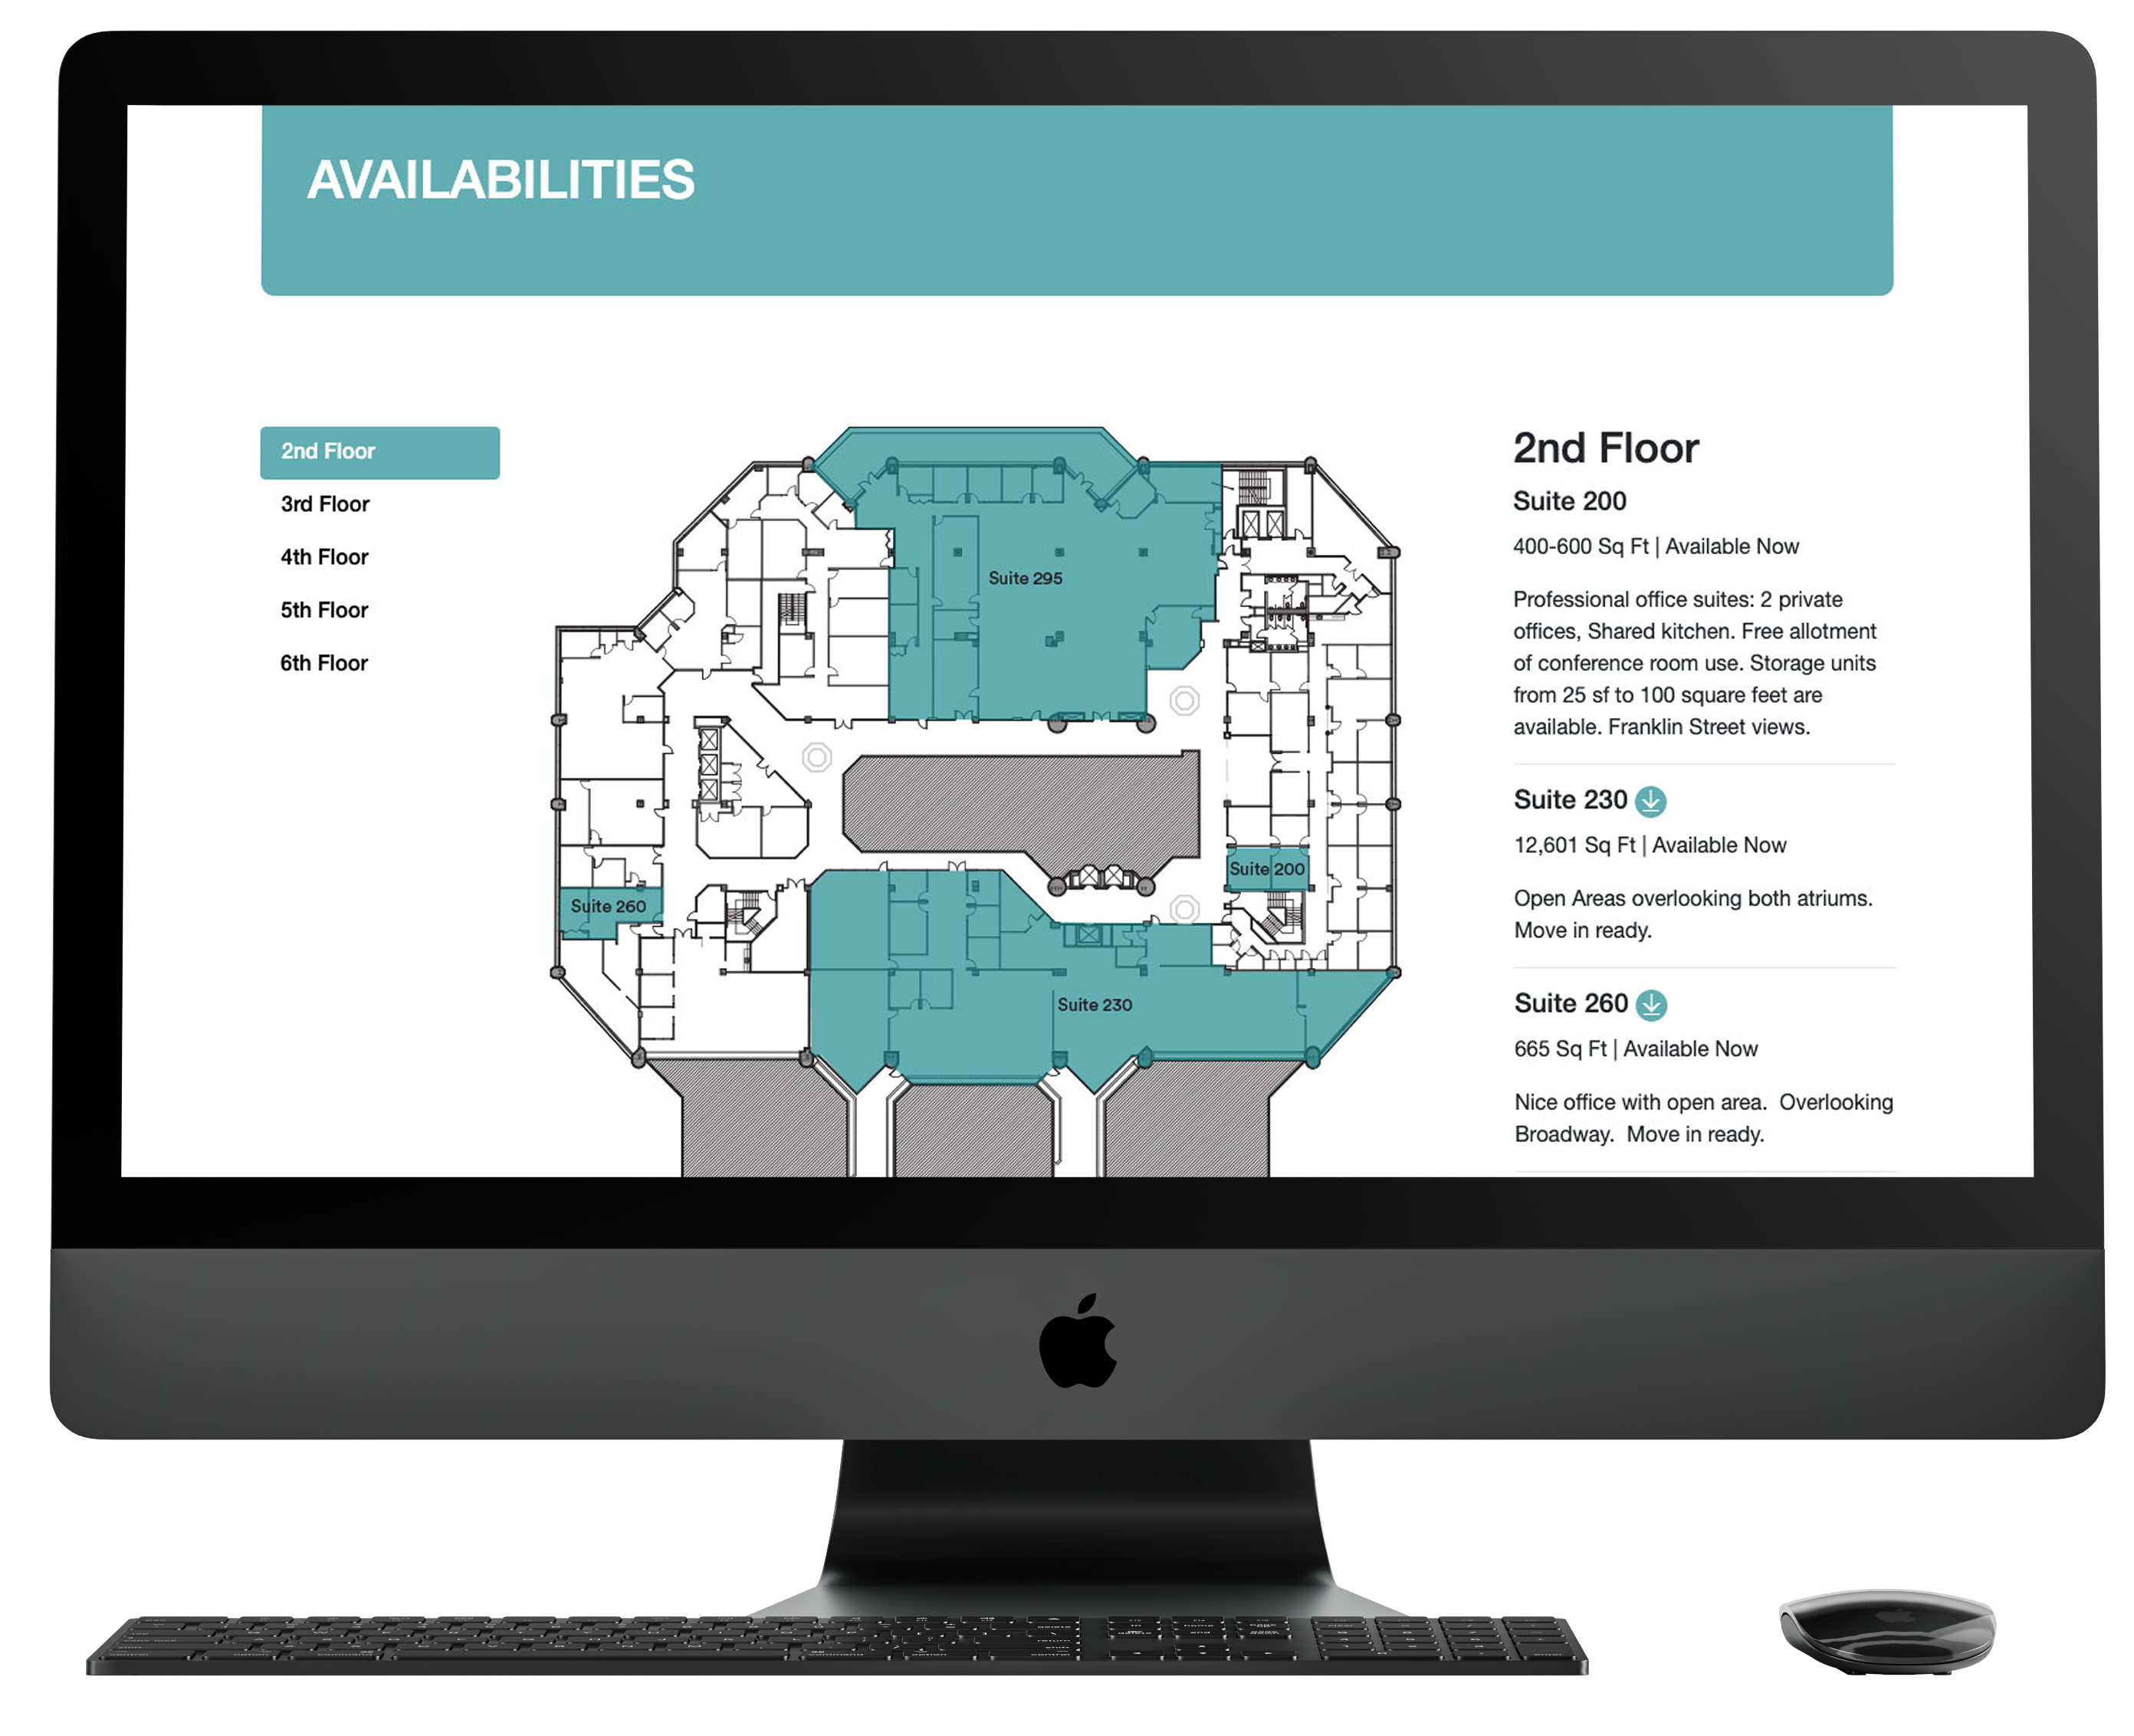 AVAILABILITIES
2nd Floor
3rd Floor
4th Floor
5th Floor
6th Floor
Suite 295
Suite 200
Suite 260
Suite 230
2nd Floor
Suite 200
400-600 Sq Ft | Available Now
Professional office suites: 2 private
offices, Shared kitchen. Free allotment
of conference room use. Storage units
from 25 sf to 100 square feet are
available. Franklin Street views.
Suite 230
12,601 Sq Ft | Available Now
Open Areas overlooking both atriums.
Move in ready.
Suite 260
665 Sq Ft | Available Now
Nice office with open area.  Overlooking
Broadway.  Move in ready.